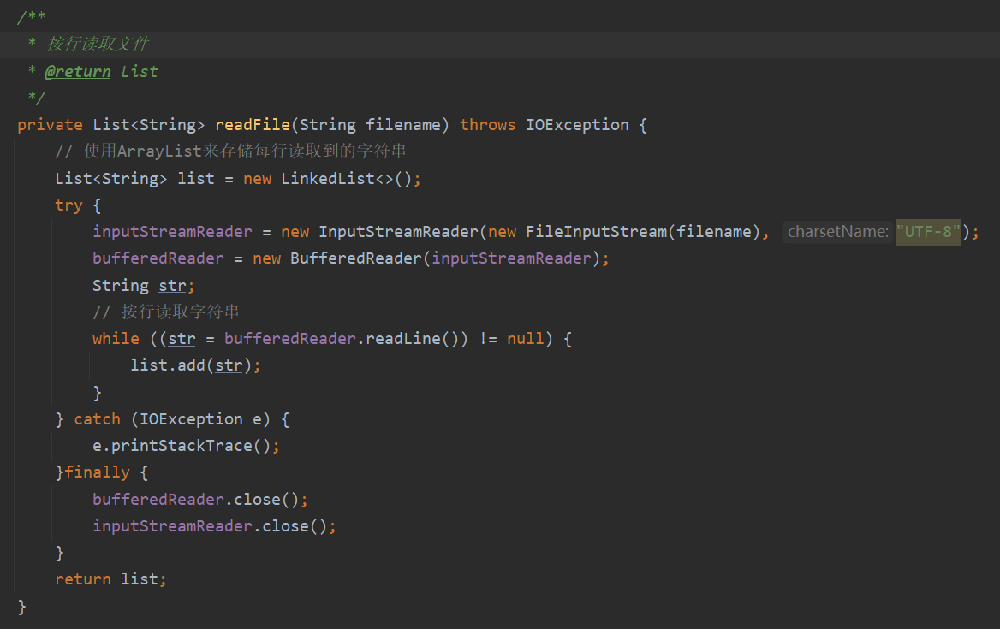 /**
 * 按行读取文件
 * @return List
 */
private List<String> readFile(String filename) throws IOException {
    // 使用ArrayList来存储每行读取到的字符串
    List<String> list = new LinkedList<>();
    try {
        inputStreamReader = new InputStreamReader(new FileInputStream(filename), charsetName: "UTF-8");
        bufferedReader = new BufferedReader(inputStreamReader);
        String str;
        // 按行读取字符串
        while ((str = bufferedReader.readLine()) != null) {
            list.add(str);
        }
    } catch (IOException e) {
        e.printStackTrace();
    }finally {
        bufferedReader.close();
        inputStreamReader.close();
    }
    return list;
}